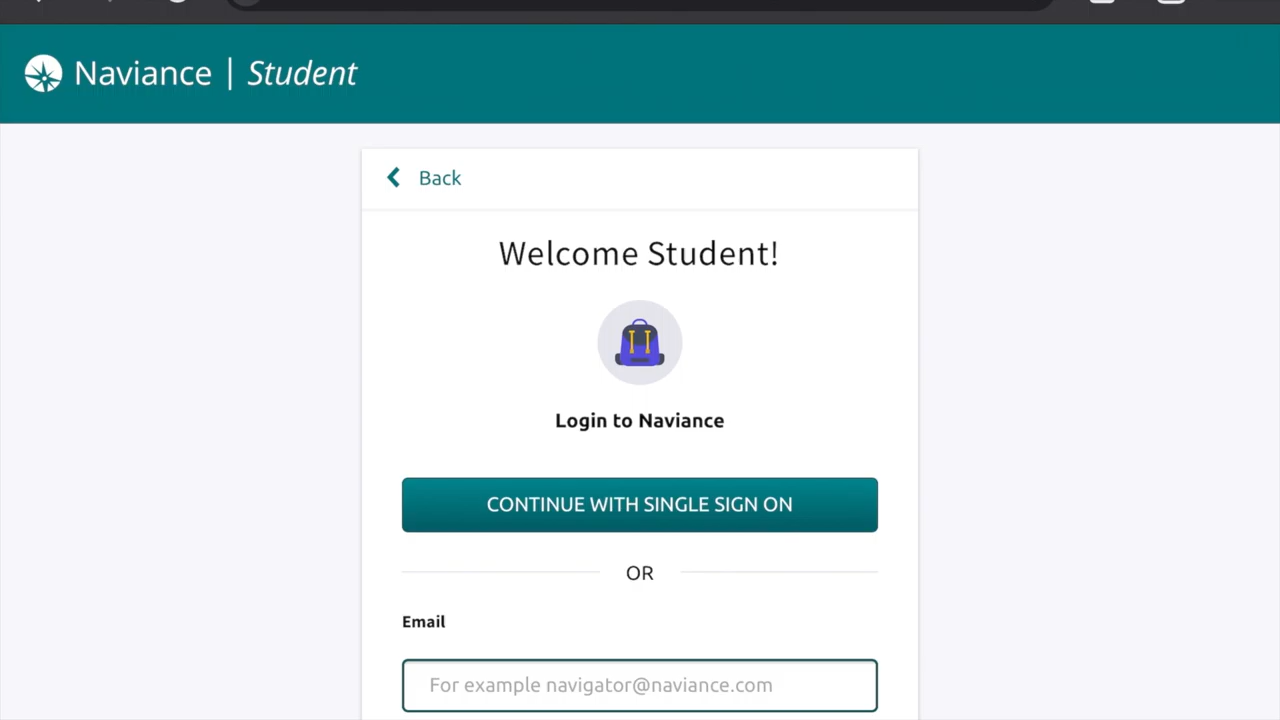 Naviance | Student
Back
Welcome Student!
Login to Naviance
CONTINUE WITH SINGLE SIGN ON
OR
Email
For example navigator@naviance.com